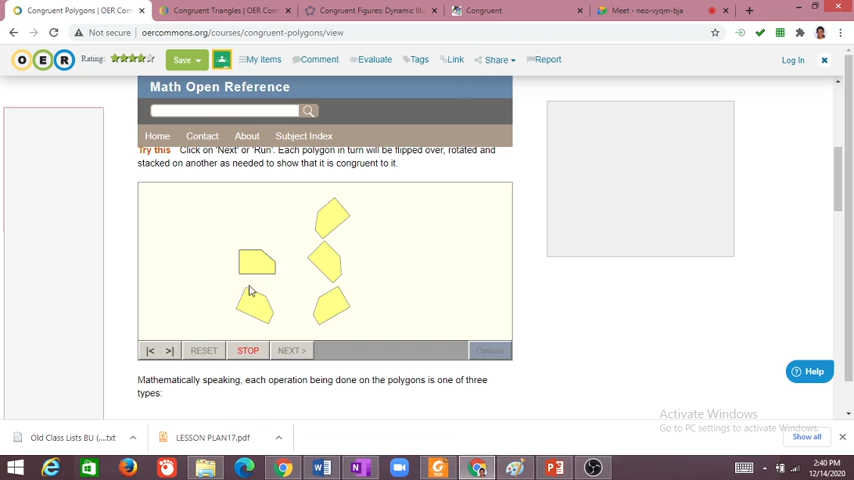 Congruent Polygons | OER Com
Congruent Triangles | OER Com
Congruent Figures: Dynamic Illu
Congruent
Meet - neo-vyqm-bja
Not secure | oercommons.org/courses/congruent-polygons/view
OER
Rating:
Save
My items
Comment
Evaluate
Tags
Link
Share
Report
Log In
Math Open Reference
Home Contact About Subject Index
Try this Click on 'Next' or 'Run'. Each polygon in turn will be flipped over, rotated and
stacked on another as needed to show that it is congruent to it.
|< >| RESET STOP NEXT > Options
Mathematically speaking, each operation being done on the polygons is one of three
types:
Help
Activate Windows
Go to PC settings to activate Windows.
Old Class Lists BU (....txt
LESSON PLAN17.pdf
Show all
2:40 PM
12/14/2020